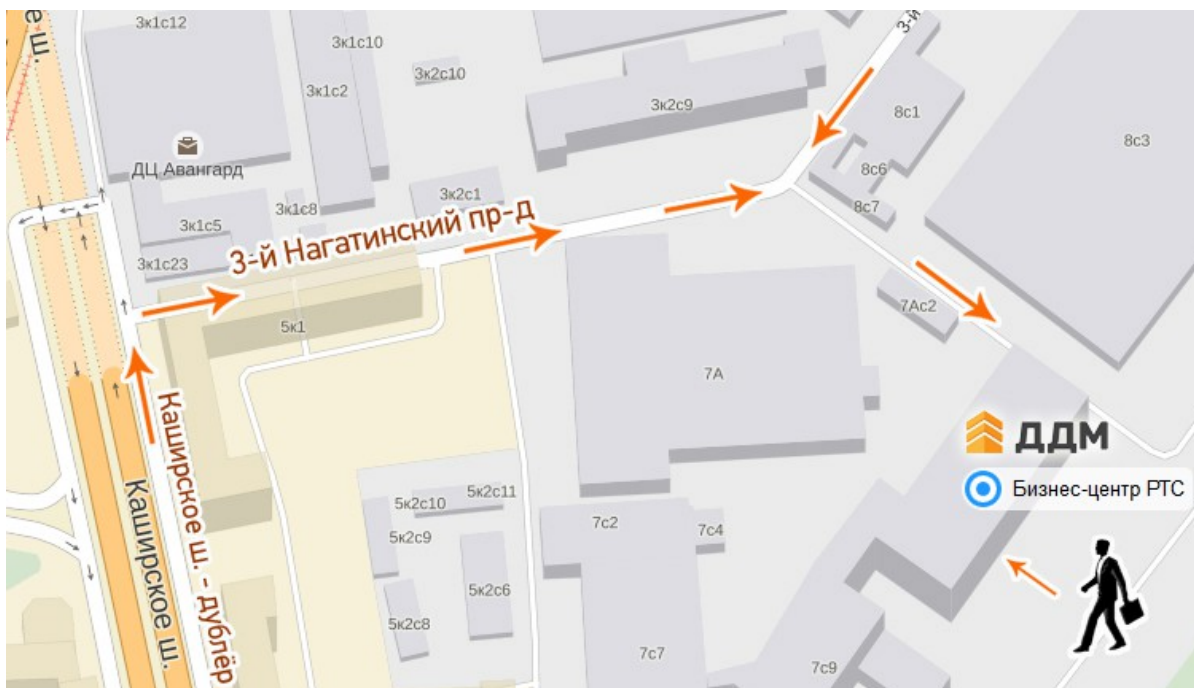 3к1с12
е ш.
3-й
3к1с10
3к2с10
3к1с2
3к2с9
8с1
8с3
ДЦ Авангард
8с6
3к2с1
8с7
3к1с8
3к1с5
3-й Нагатинский пр-д
3к1с23
7Ас2
5к1
7А
Каширское ш. - дублёр
ДДМ
Бизнес-центр РТС
Каширское ш.
5к2с11
5к2с10
7с2
7с4
5к2с9
5к2с6
5к2с8
7с7
7с9